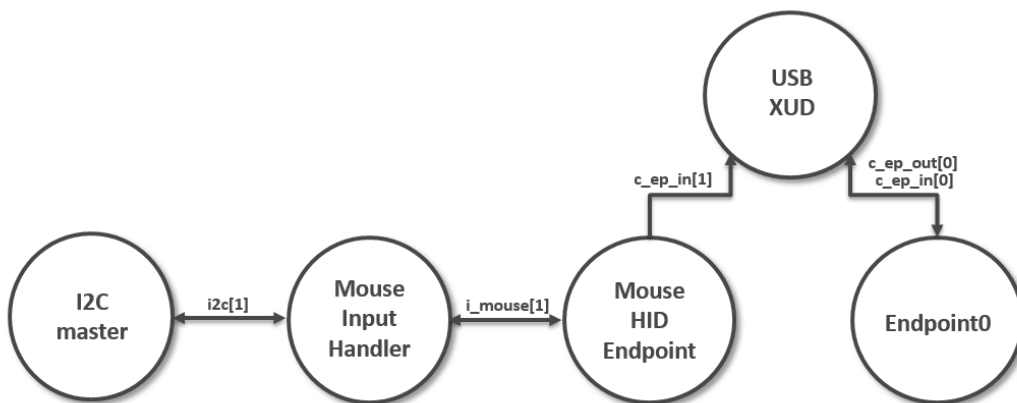 USB
XUD
c_ep_in[1]
c_ep_out[0]
c_ep_in[0]
I2C
master
i2c[1]
Mouse
Input
Handler
i_mouse[1]
Mouse
HID
Endpoint
Endpoint0